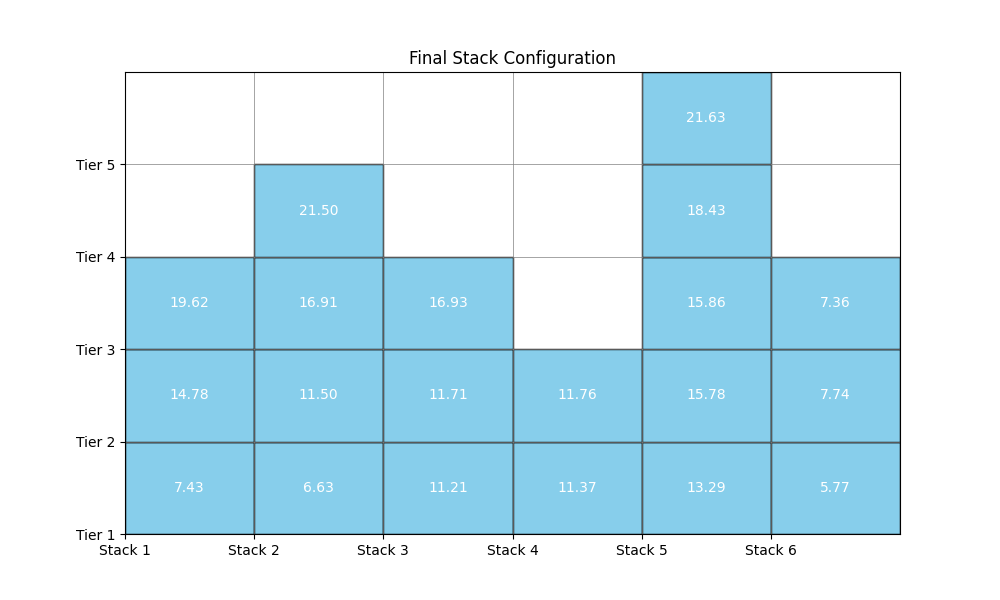 Final Stack Configuration
21.63
Tier 5
21.50 18.43
Tier 4
19.62 16.91 16.93 15.86 7.36
Tier 3
14.78 11.50 11.71 11.76 15.78 7.74
Tier 2
7.43 6.63 11.21 11.37 13.29 5.77
Tier 1
Stack 1 Stack 2 Stack 3 Stack 4 Stack 5 Stack 6